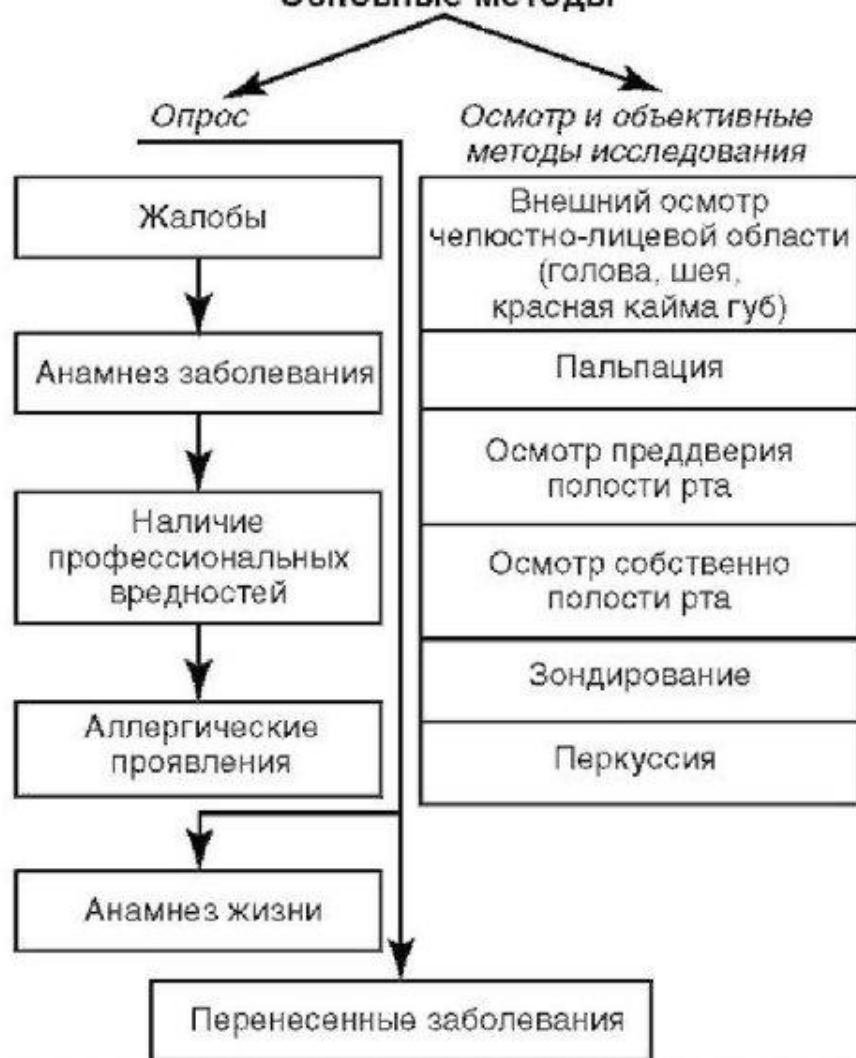 Основные методы
Опрос
Осмотр и объективные
методы исследования
Жалобы
Анамнез заболевания
Наличие
профессиональных
вредностей
Аллергические
проявления
Анамнез жизни
Перенесенные заболевания
Внешний осмотр
челюстно-лицевой области
(голова, шея,
красная кайма губ)
Пальпация
Осмотр преддверия
полости рта
Осмотр собственно
полости рта
Зондирование
Перкуссия